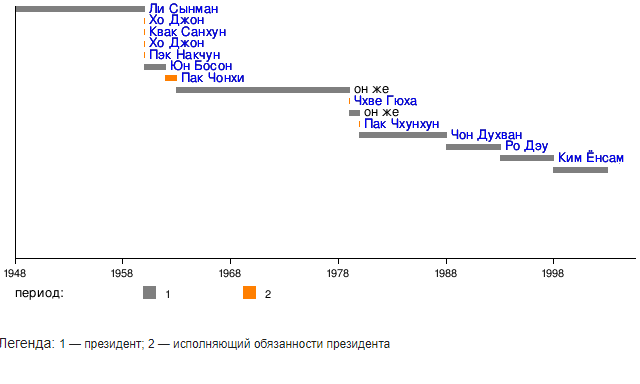 Ли Сынман
Хо Джон
Квак Санхун
Хо Джон
Пэк Накчун
Юн Босон
Пак Чонхи
он же
Чхве Гюха
он же
Пак Чхунхун
Чон Духван
Ро Дэу
Ким Ёнсам
1948 1958 1968 1978 1988 1998
период: 1 2
Легенда: 1 — президент; 2 — исполняющий обязанности президента